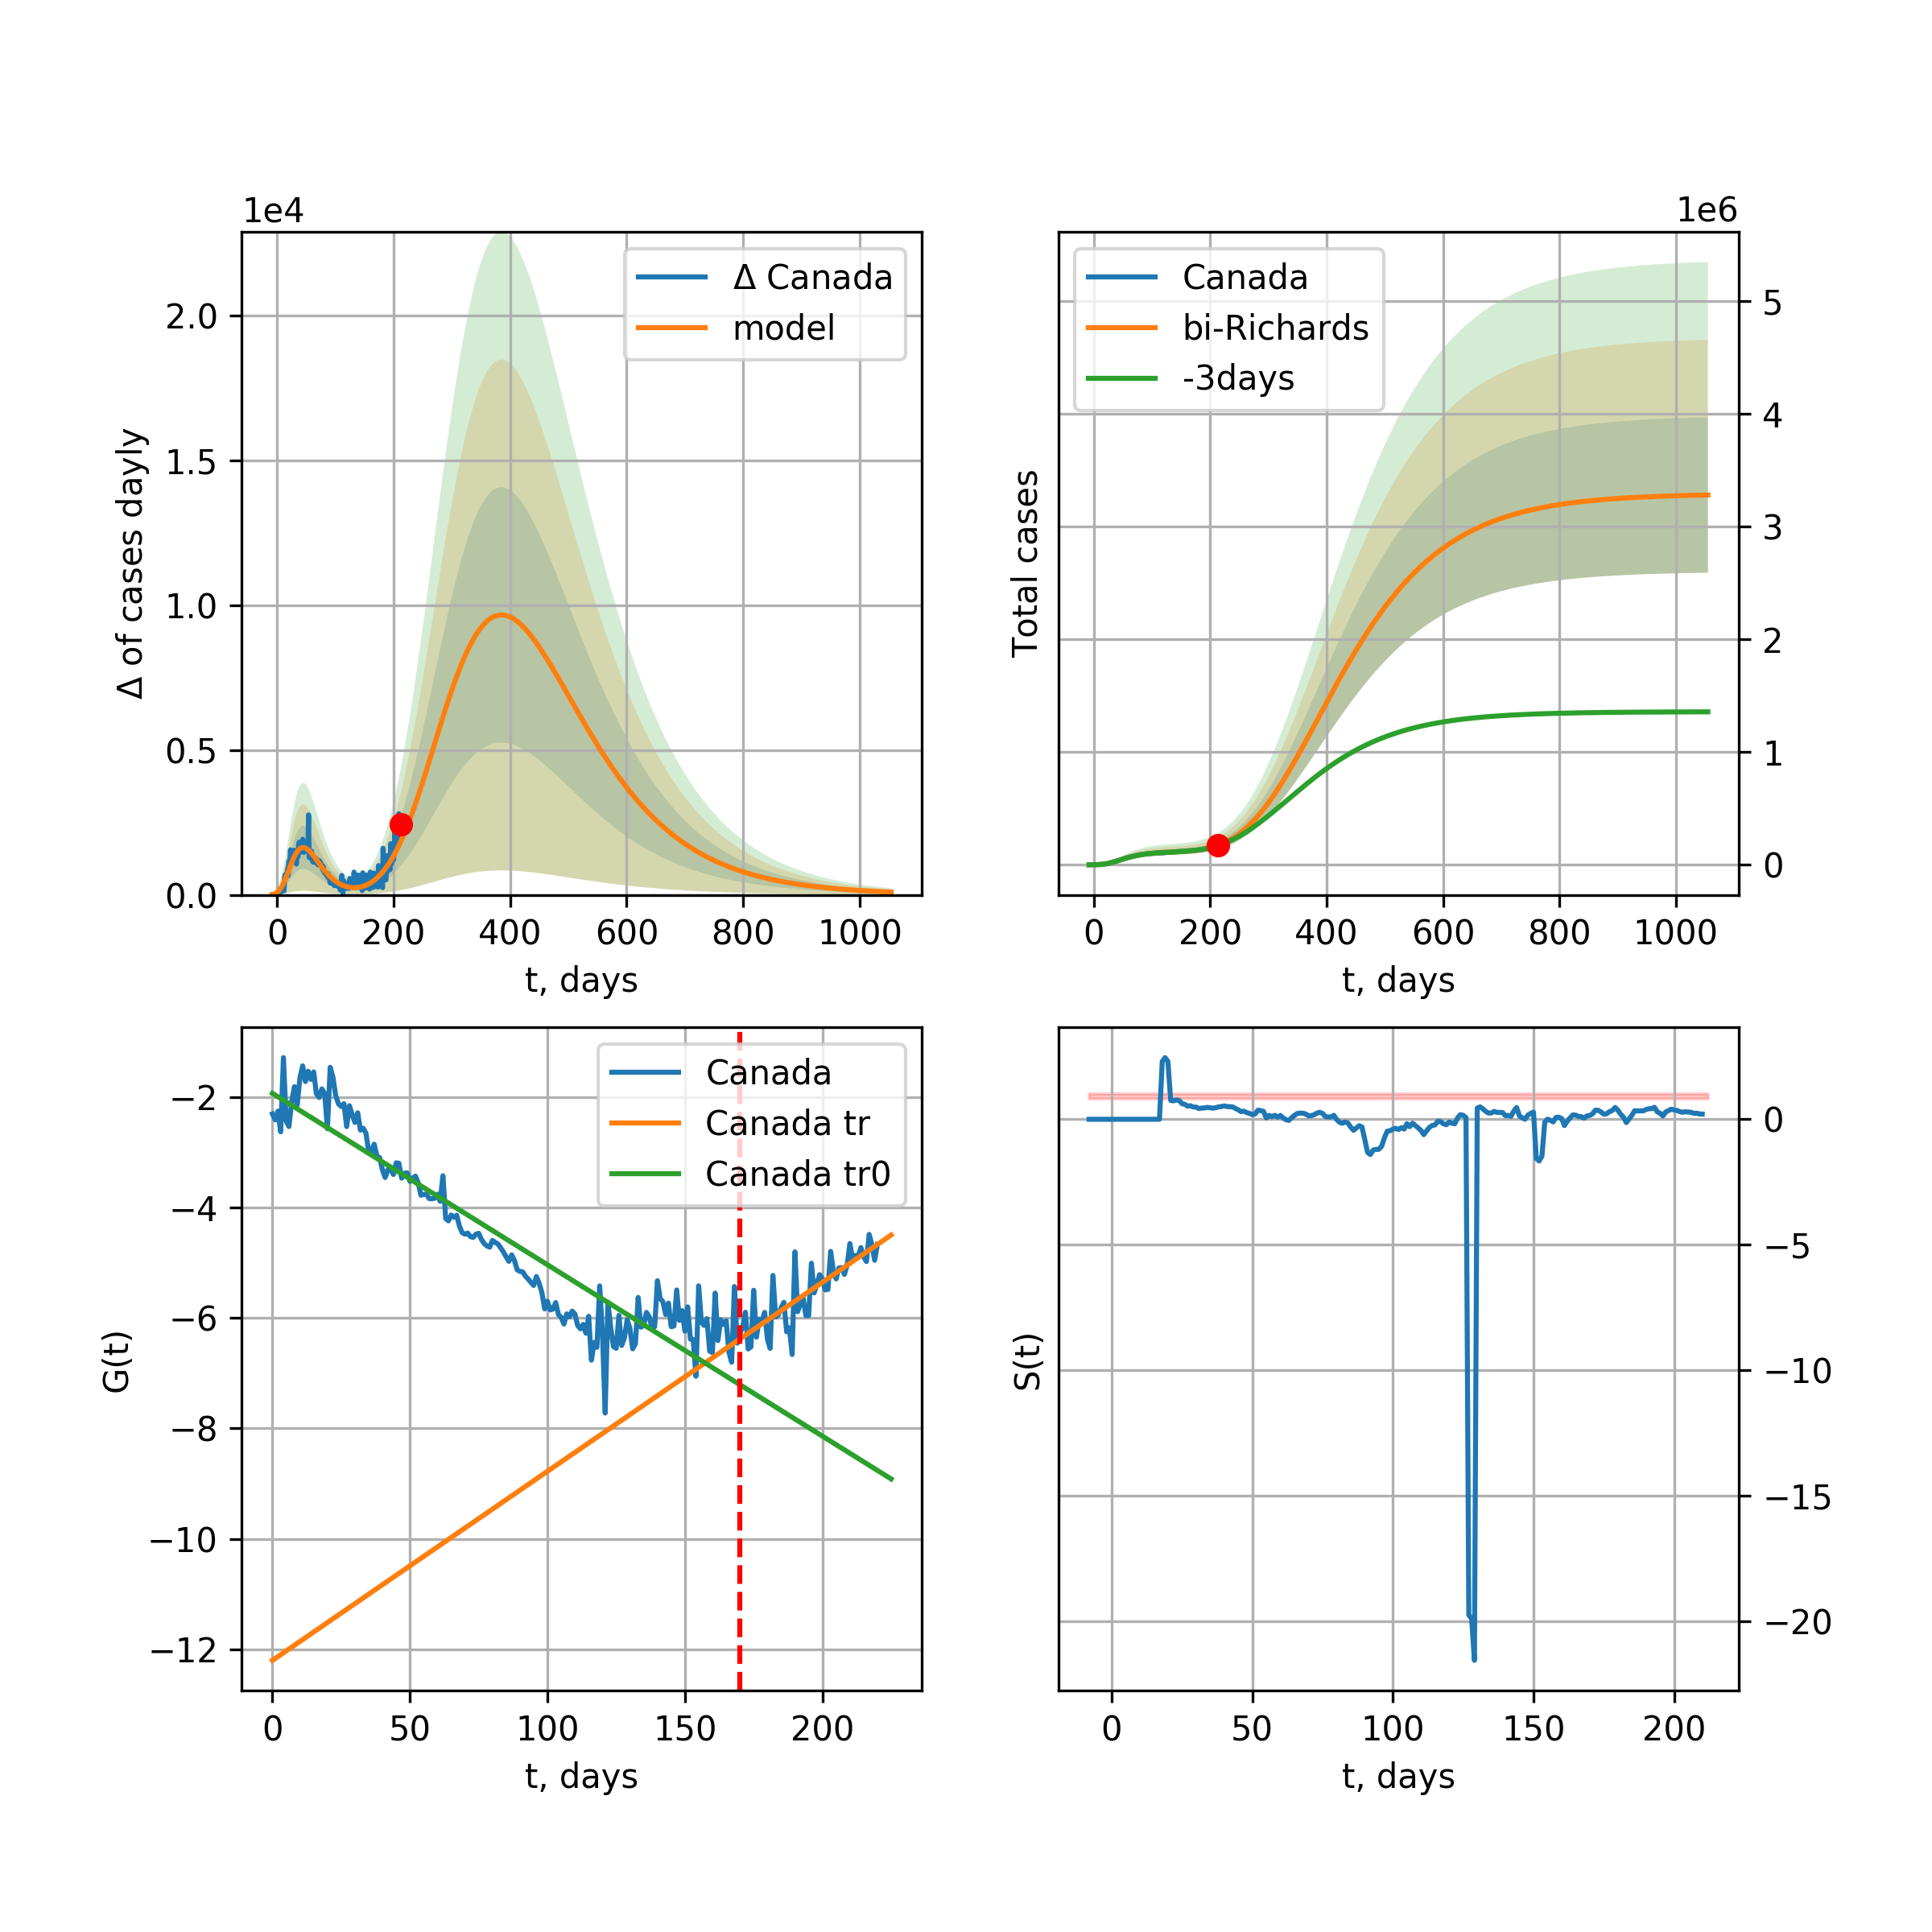 1e4
Δ of cases dayly
2.0
1.5
1.0
0.5
0.0
Δ Canada
model
0 200 400 600 800 1000
t, days
1e6
Total cases
Canada
bi-Richards
-3days
5
4
3
2
1
0
0 200 400 600 800 1000
t, days
G(t)
−2
−4
−6
−8
−10
−12
Canada
Canada tr
Canada tr0
0 50 100 150 200
t, days
S(t)
0
−5
−10
−15
−20
0 50 100 150 200
t, days